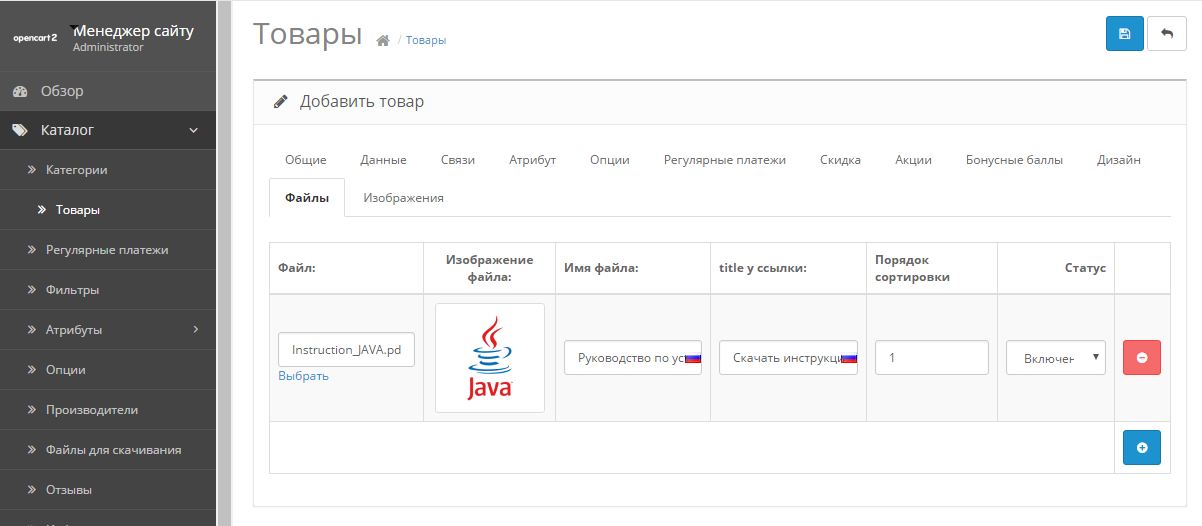 opencart2
Менеджер сайту
Administrator
Обзор
Каталог
Категории
Товары
Регулярные платежи
Фильтры
Атрибуты
Опции
Производители
Файлы для скачивания
Отзывы
Товары / Товары
Добавить товар
Общие Данные Связи Атрибут Опции Регулярные платежи Скидка Акции Бонусные баллы Дизайн
Файлы Изображения
Файл: Изображение файла: Имя файла: title у ссылки: Порядок сортировки Статус
Instruction_JAVA.pd
Выбрать
Java
Руководство по ус
Скачать инструкци
1
Включен